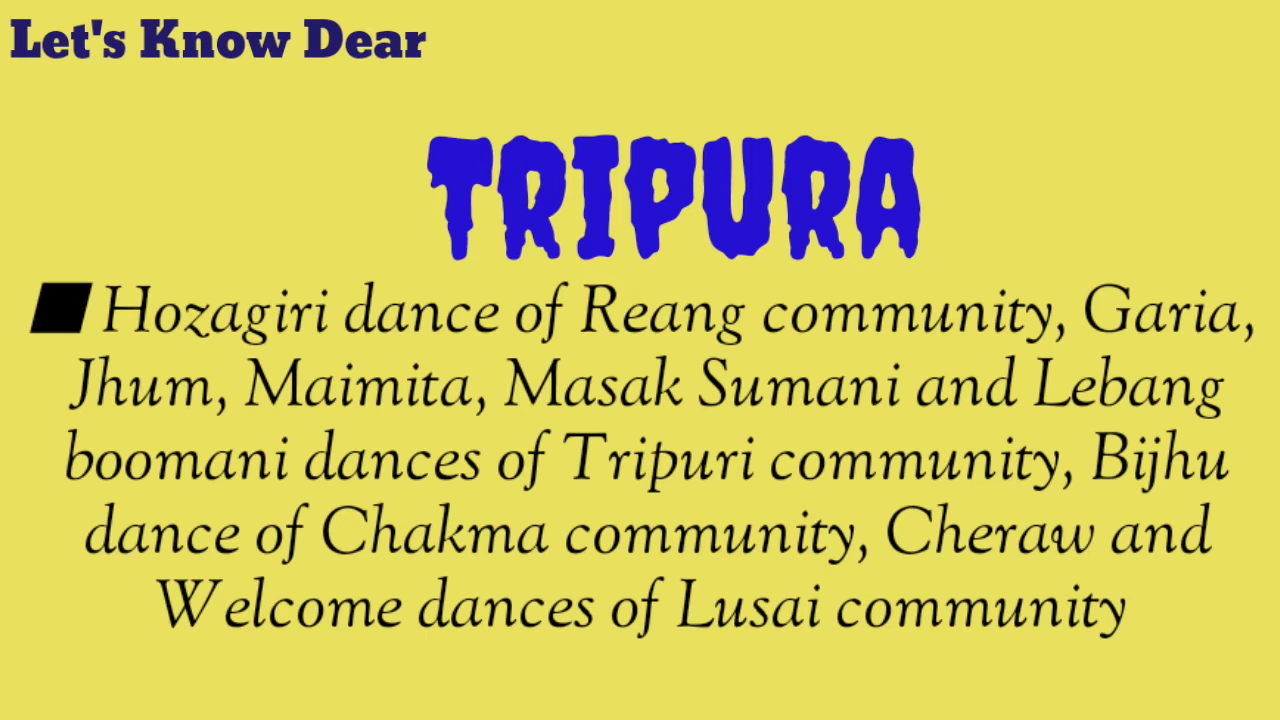 Let's Know Dear
TRIPURA
■ Hozagiri dance of Reang community, Garia,
Jhum, Maimita, Masak Sumani and Lebang
boomani dances of Tripuri community, Bijhu
dance of Chakma community, Cheraw and
Welcome dances of Lusai community